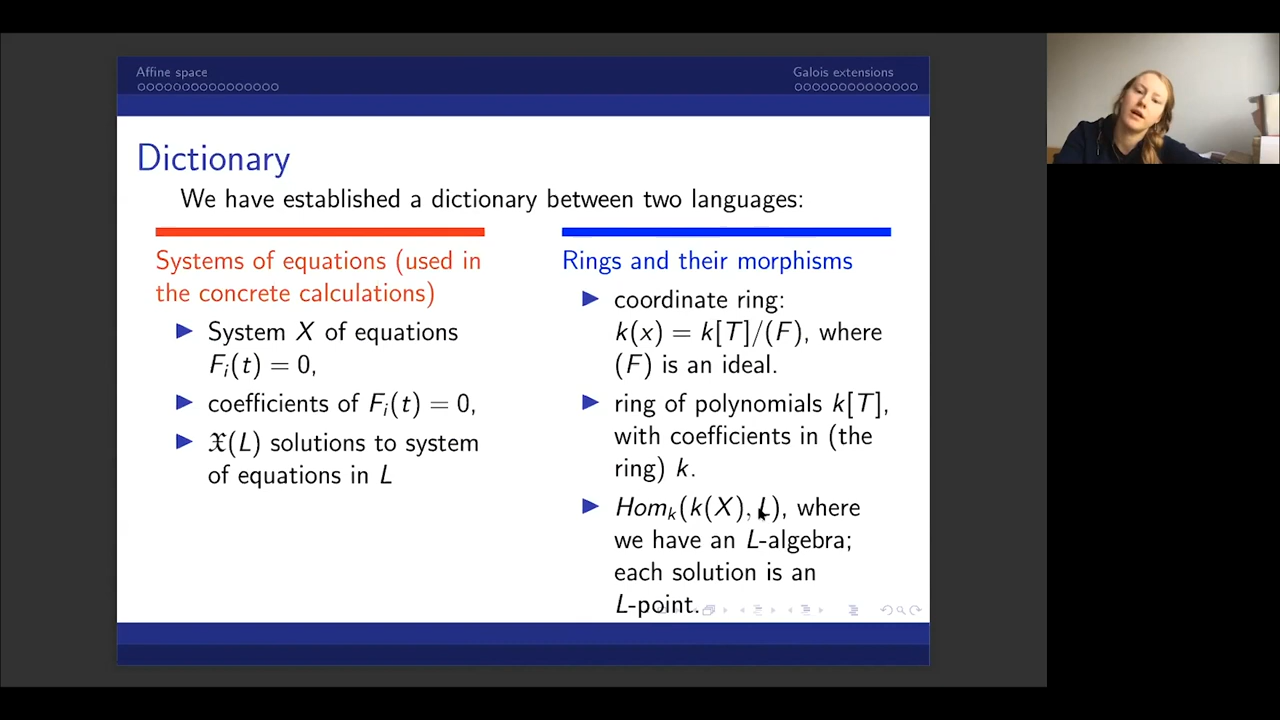 Affine space
Galois extensions
Dictionary
We have established a dictionary between two languages:
Systems of equations (used in
the concrete calculations)
▶ System X of equations
F_i(t) = 0,
▶ coefficients of F_i(t) = 0,
▶ 𝔛(L) solutions to system
of equations in L
Rings and their morphisms
▶ coordinate ring:
k(x) = k[T]/(F), where
(F) is an ideal.
▶ ring of polynomials k[T],
with coefficients in (the
ring) k.
▶ Hom_k(k(X), L), where
we have an L-algebra;
each solution is an
L-point.